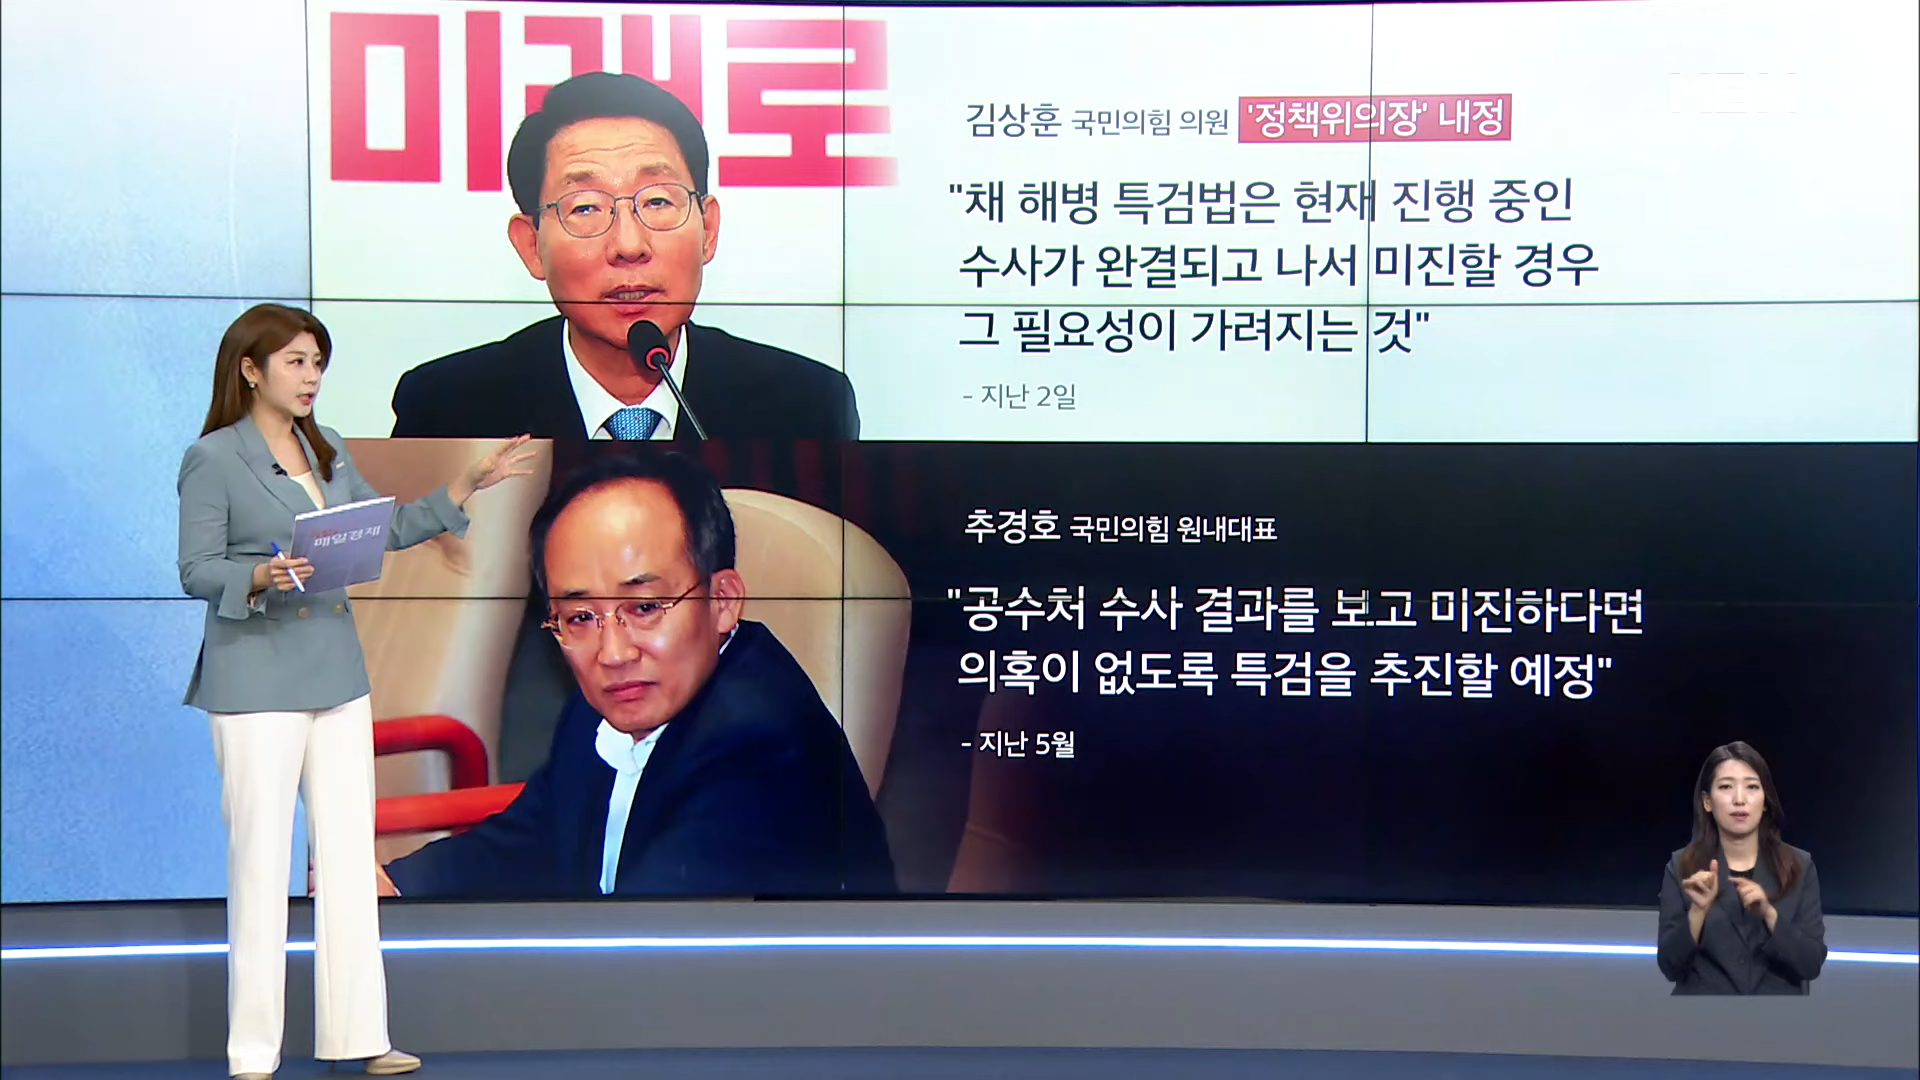 미래로
김상훈 국민의힘 의원 '정책위의장' 내정
"채 해병 특검법은 현재 진행 중인
수사가 완결되고 나서 미진할 경우
그 필요성이 가려지는 것"
- 지난 2일
추경호 국민의힘 원내대표
"공수처 수사 결과를 보고 미진하다면
의혹이 없도록 특검을 추진할 예정"
- 지난 5월
매일경제